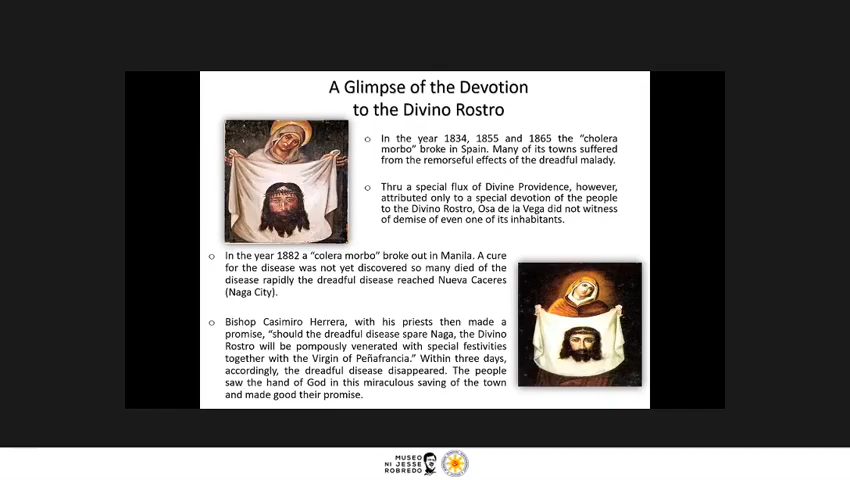 A Glimpse of the Devotion
to the Divino Rostro
o In the year 1834, 1855 and 1865 the “cholera
morbo” broke in Spain. Many of its towns suffered
from the remorseful effects of the dreadful malady.
o Thru a special flux of Divine Providence, however,
attributed only to a special devotion of the people
to the Divino Rostro, Osa de la Vega did not witness
of demise of even one of its inhabitants.
o In the year 1882 a “colera morbo” broke out in Manila. A cure
for the disease was not yet discovered so many died of the
disease rapidly the dreadful disease reached Nueva Caceres
(Naga City).
o Bishop Casimiro Herrera, with his priests then made a
promise, “should the dreadful disease spare Naga, the Divino
Rostro will be pompously venerated with special festivities
together with the Virgin of Peñafrancia.” Within three days,
accordingly, the dreadful disease disappeared. The people
saw the hand of God in this miraculous saving of the town
and made good their promise.
MUSEO
NI JESSE
ROBREDO